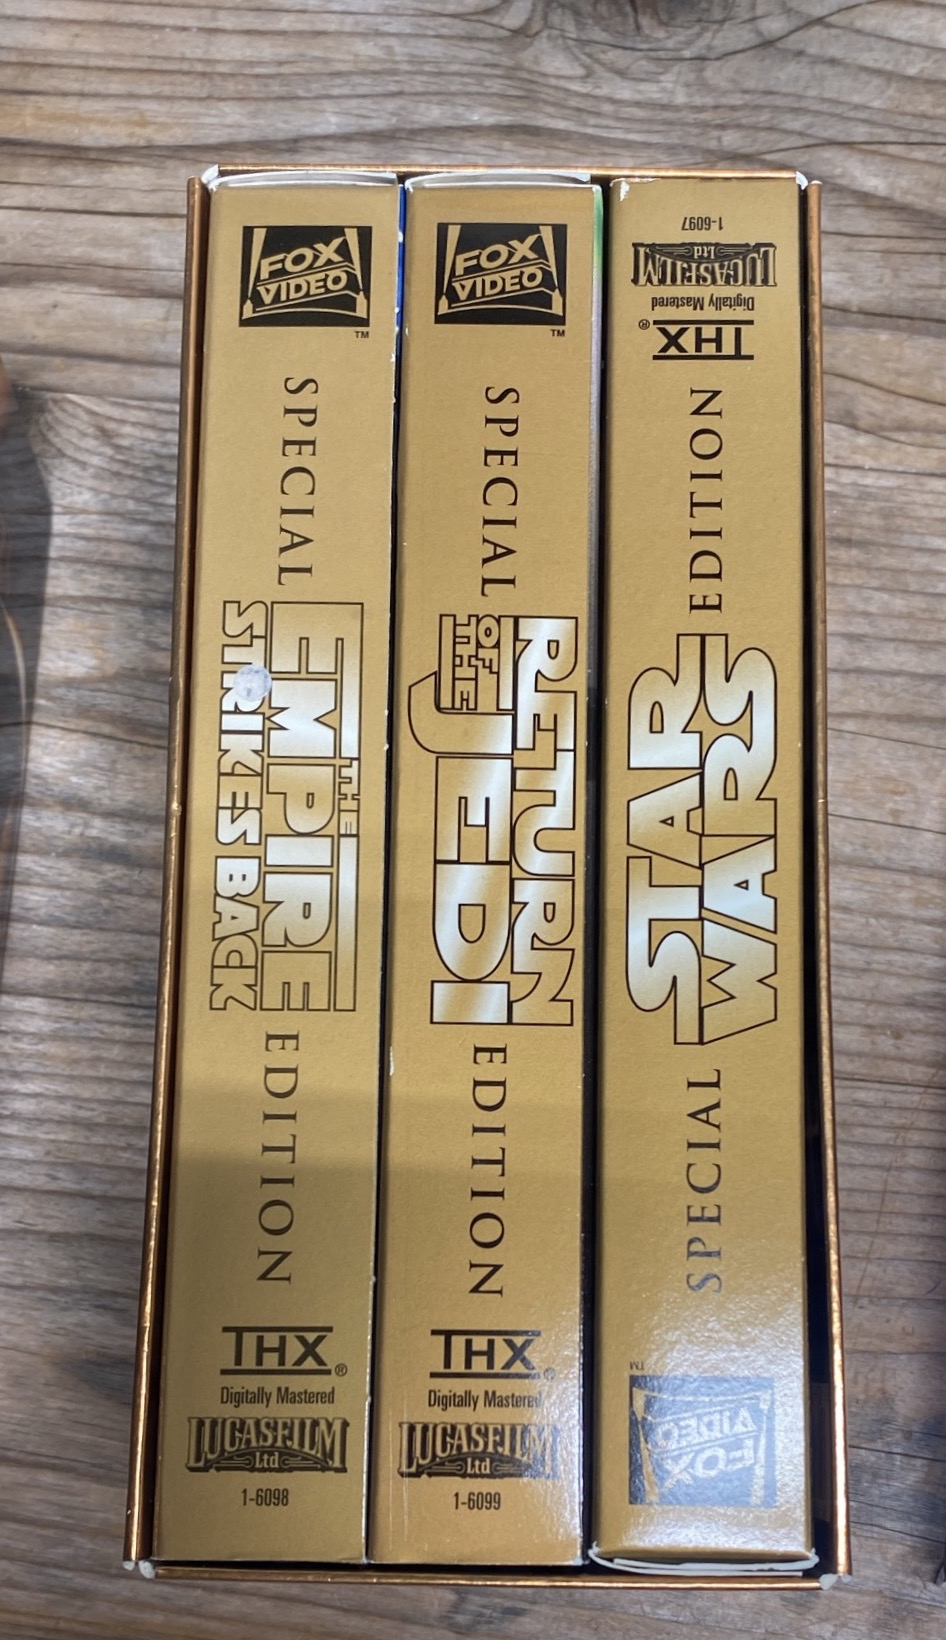 FOX
VIDEO
TM
SPECIAL
THE
EMPIRE
STRIKES BACK
EDITION
THX®
Digitally Mastered
LUCASFILM
Ltd
1-6098
FOX
VIDEO
TM
SPECIAL
RETURN
OF THE
JEDI
EDITION
THX®
Digitally Mastered
LUCASFILM
Ltd
1-6099
FOX
VIDEO
TM
SPECIAL
STAR
WARS
EDITION
THX®
Digitally Mastered
LUCASFILM
Ltd
1-6097